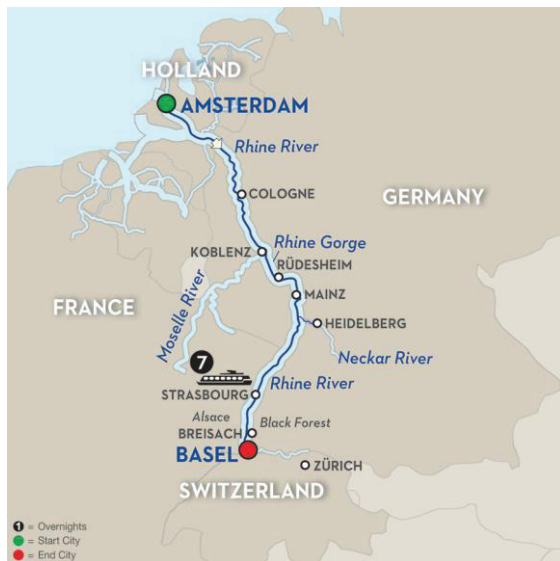 HOLLAND
AMSTERDAM
Rhine River
COLOGNE
GERMANY
KOBLENZ
Rhine Gorge
RÜDESHEIM
MAINZ
FRANCE
Moselle River
HEIDELBERG
Neckar River
7
Rhine River
STRASBOURG
Alsace
Black Forest
BREISACH
BASEL
ZÜRICH
SWITZERLAND
1 = Overnights
= Start City
= End City